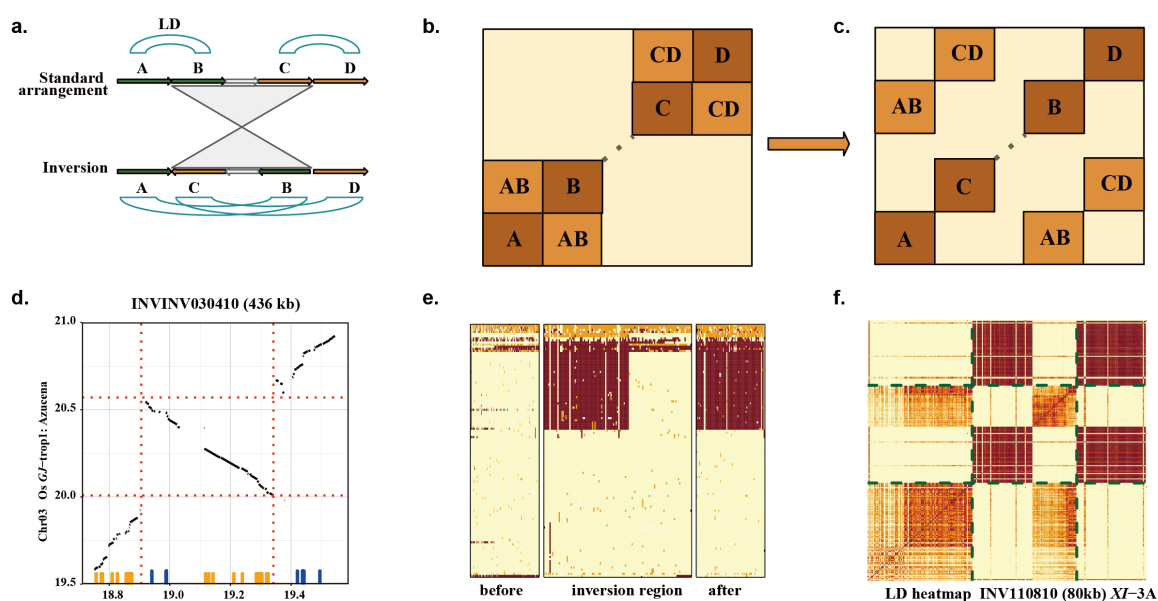 a.
LD
A B C D
Standard
arrangement
Inversion
A C B D
b.
CD D
C CD
AB B
A AB
c.
CD D
AB B
C CD
A AB
d.
INVINV030410 (436 kb)
21.0
20.5
20.0
19.5
Chr03 Os GJ−trop1: Azucena
18.8 19.0 19.2 19.4
e.
before inversion region after
f.
LD heatmap INV110810 (80kb) XI−3A